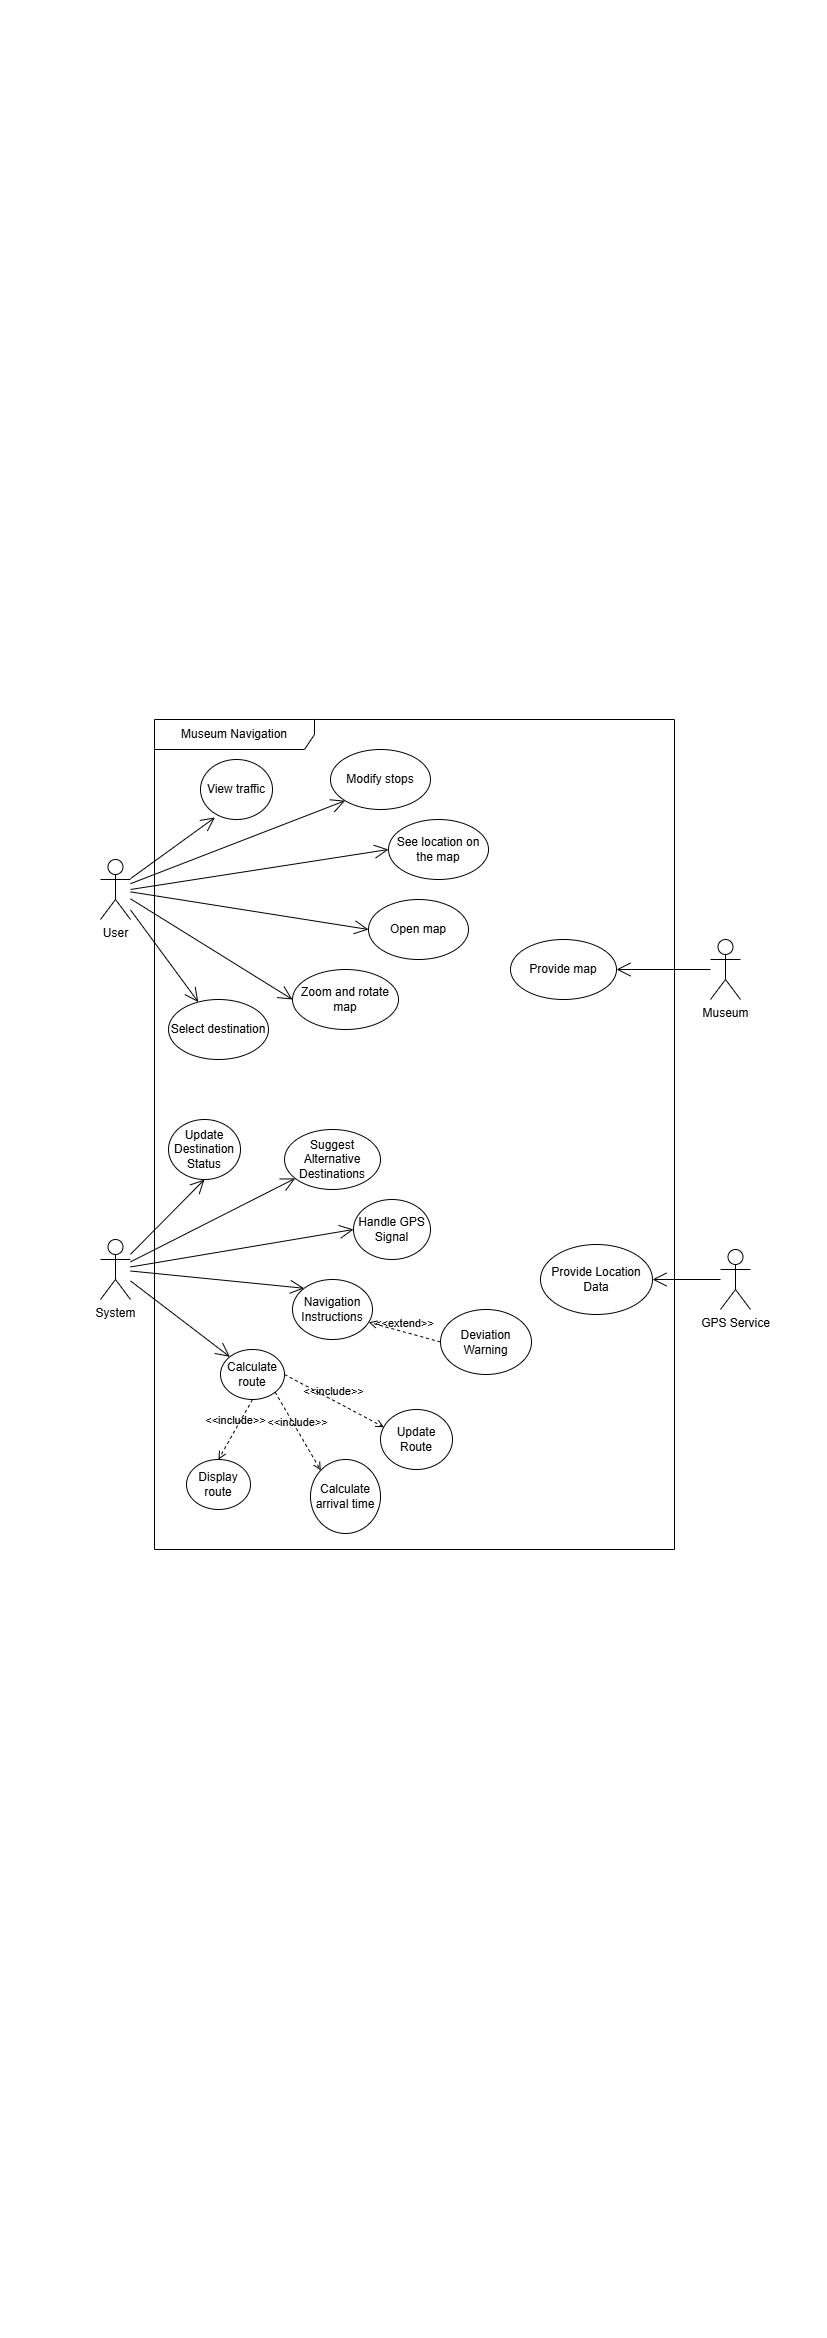 Museum Navigation
View traffic
Modify stops
See location on
the map
User
Open map
Provide map
Zoom and rotate
map
Museum
Select destination
Update
Destination
Status
Suggest
Alternative
Destinations
Handle GPS
Signal
System
Provide Location
Data
GPS Service
Navigation
Instructions
<<extend>>
Deviation
Warning
Calculate
route
<<include>>
<<include>>
<<include>>
Update
Route
Display
route
Calculate
arrival time